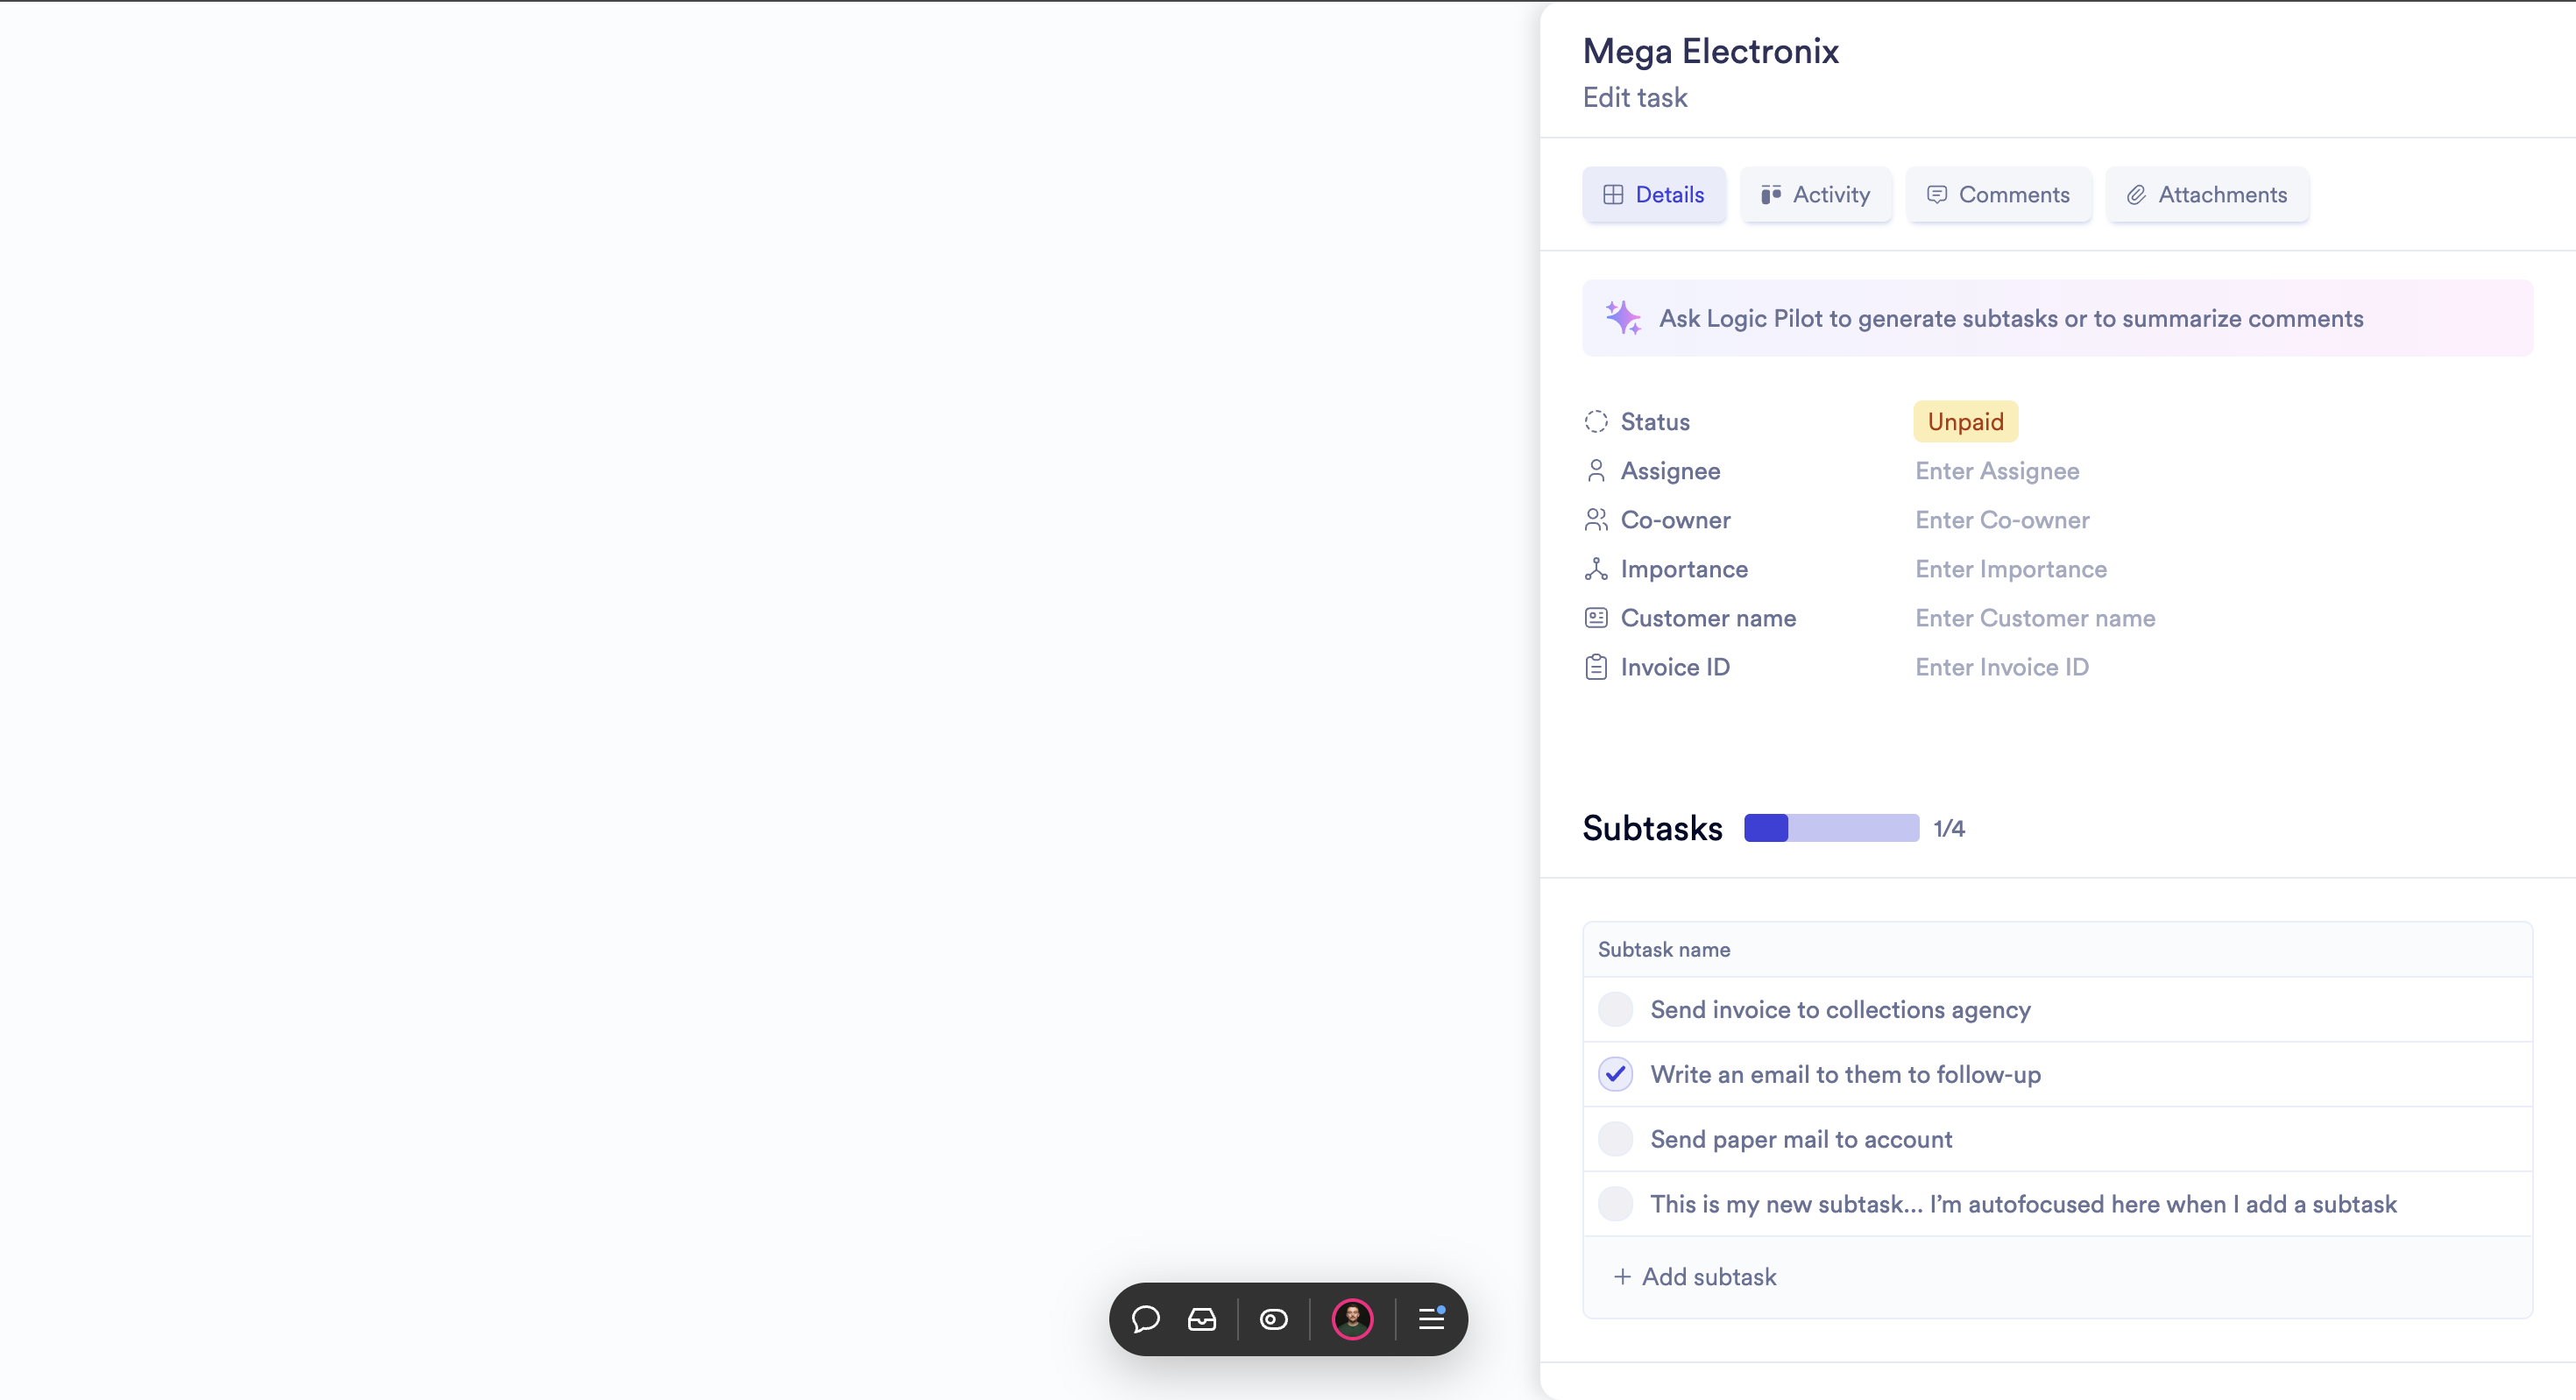 Mega Electronix
Edit task
Details Activity Comments Attachments
Ask Logic Pilot to generate subtasks or to summarize comments
Status Unpaid
Assignee Enter Assignee
Co-owner Enter Co-owner
Importance Enter Importance
Customer name Enter Customer name
Invoice ID Enter Invoice ID
Subtasks 1/4
Subtask name
Send invoice to collections agency
Write an email to them to follow-up
Send paper mail to account
This is my new subtask... I’m autofocused here when I add a subtask
+ Add subtask